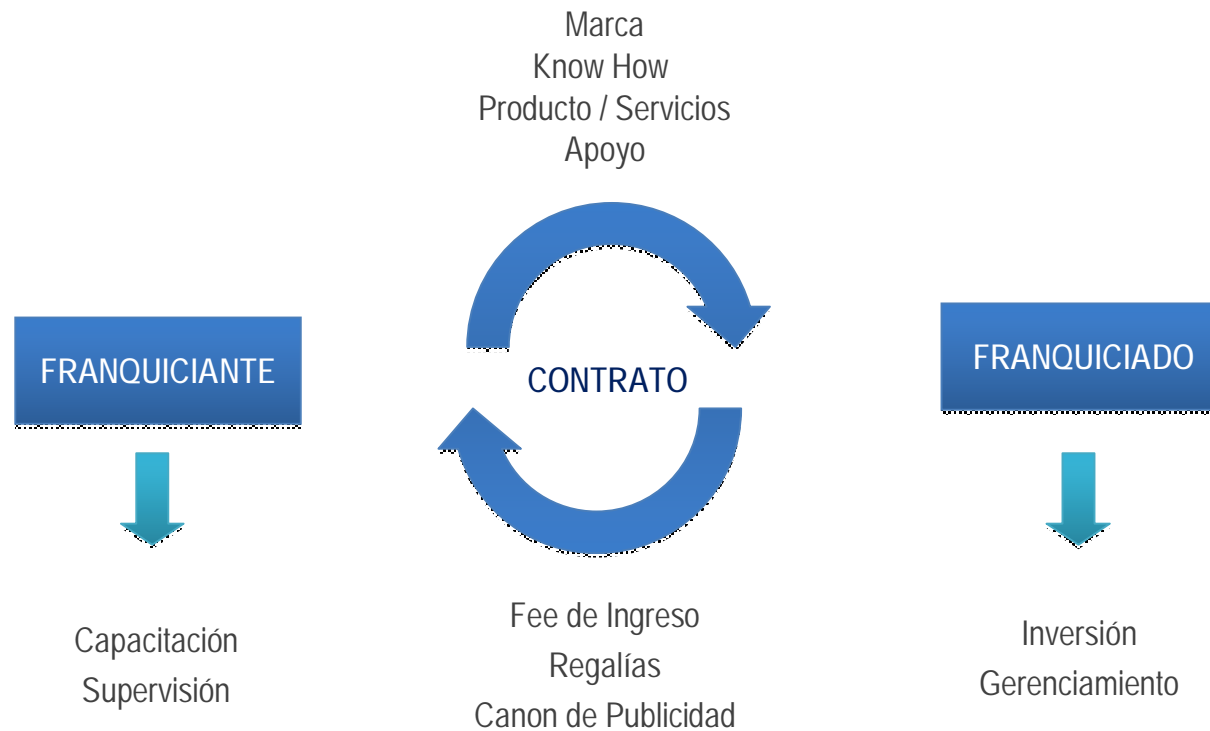 Marca
Know How
Producto / Servicios
Apoyo
FRANQUICIANTE
CONTRATO
FRANQUICIADO
Capacitación
Supervisión
Fee de Ingreso
Regalías
Canon de Publicidad
Inversión
Gerenciamiento